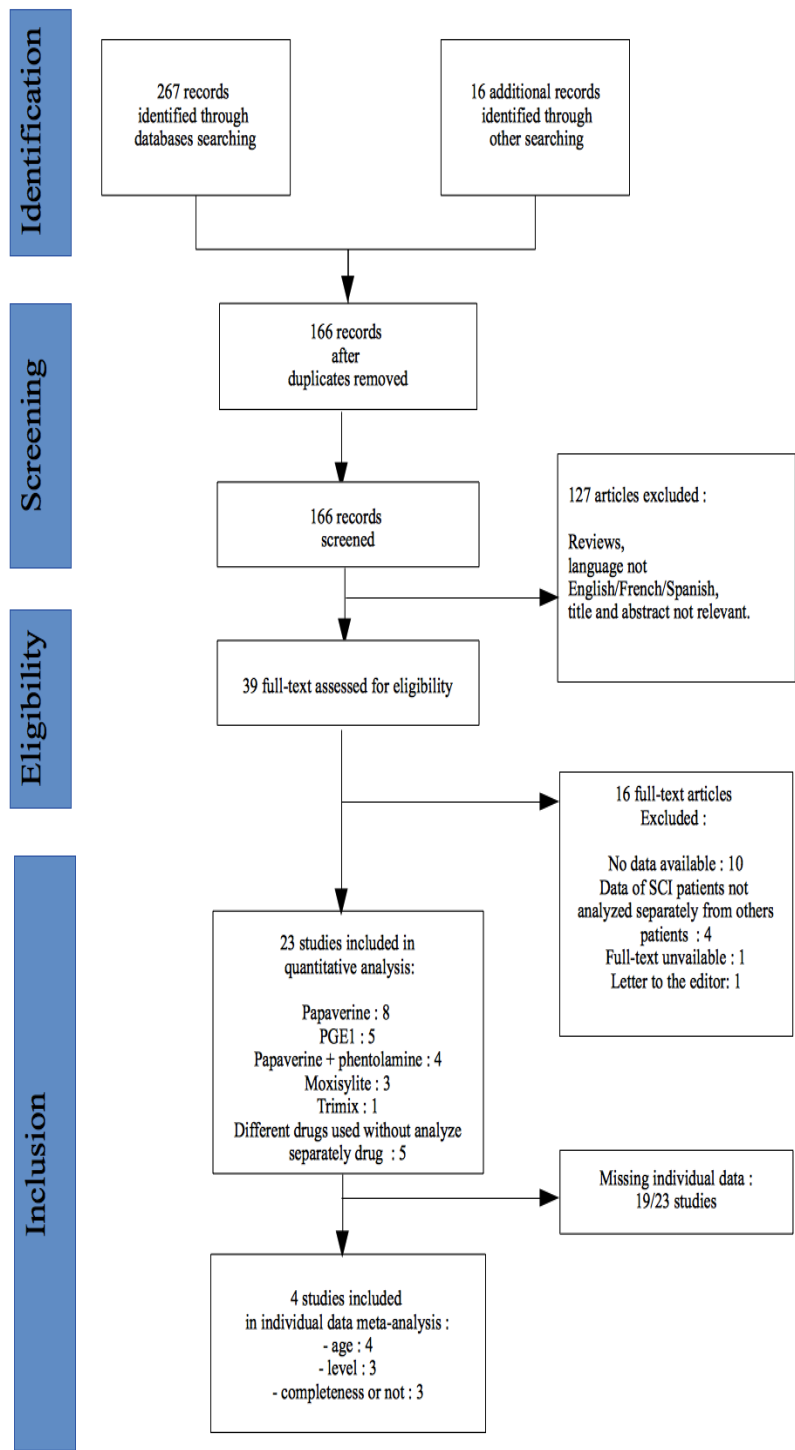 Identification
267 records
identified through
databases searching
16 additional records
identified through
other searching
Screening
166 records
after
duplicates removed
166 records
screened
127 articles excluded :
Reviews,
language not
English/French/Spanish,
title and abstract not relevant.
Eligibility
39 full-text assessed for eligibility
16 full-text articles
Excluded :
No data available : 10
Data of SCI patients not
analyzed separately from others
patients : 4
Full-text unvailable : 1
Letter to the editor: 1
Inclusion
23 studies included in
quantitative analysis:
Papaverine : 8
PGE1 : 5
Papaverine + phentolamine : 4
Moxisylite : 3
Trimix : 1
Different drugs used without analyze
separately drug : 5
Missing individual data :
19/23 studies
4 studies included
in individual data meta-analysis :
- age : 4
- level : 3
- completeness or not : 3